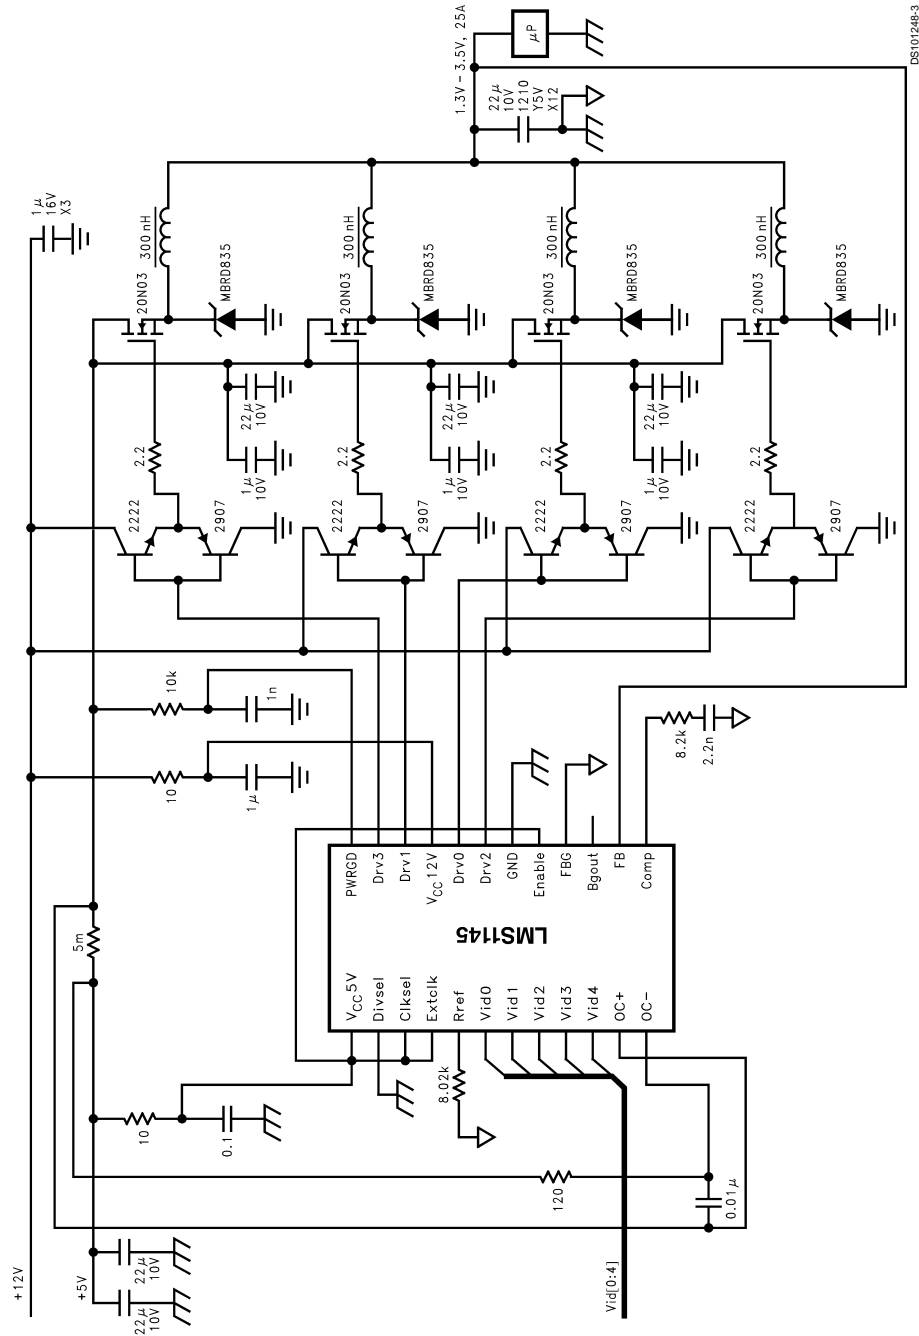 +12V
+5V
22μ
10V
22μ
10V
10
0.1
120
0.01μ
Vid[0:4]
5m
8.02k
VCC 5V
Divsel
Clksel
Extclk
Rref
Vid0
Vid1
Vid2
Vid3
Vid4
OC+
OC-
LMS1145
PWRGD
Drv3
Drv1
VCC 12V
Drv0
Drv2
GND
Enable
FBG
Bgout
FB
Comp
10
1μ
10k
1n
8.2k
2.2n
2222
2907
2.2
20N03
300 nH
MBRD835
1μ
10V
22μ
10V
2222
2907
2.2
20N03
300 nH
MBRD835
1μ
10V
22μ
10V
2222
2907
2.2
20N03
300 nH
MBRD835
1μ
10V
22μ
10V
2222
2907
2.2
20N03
300 nH
MBRD835
1μ
16V
X3
1.3V – 3.5V, 25A
22μ
10V
1210
Y5V
X12
μP
DS101248-3